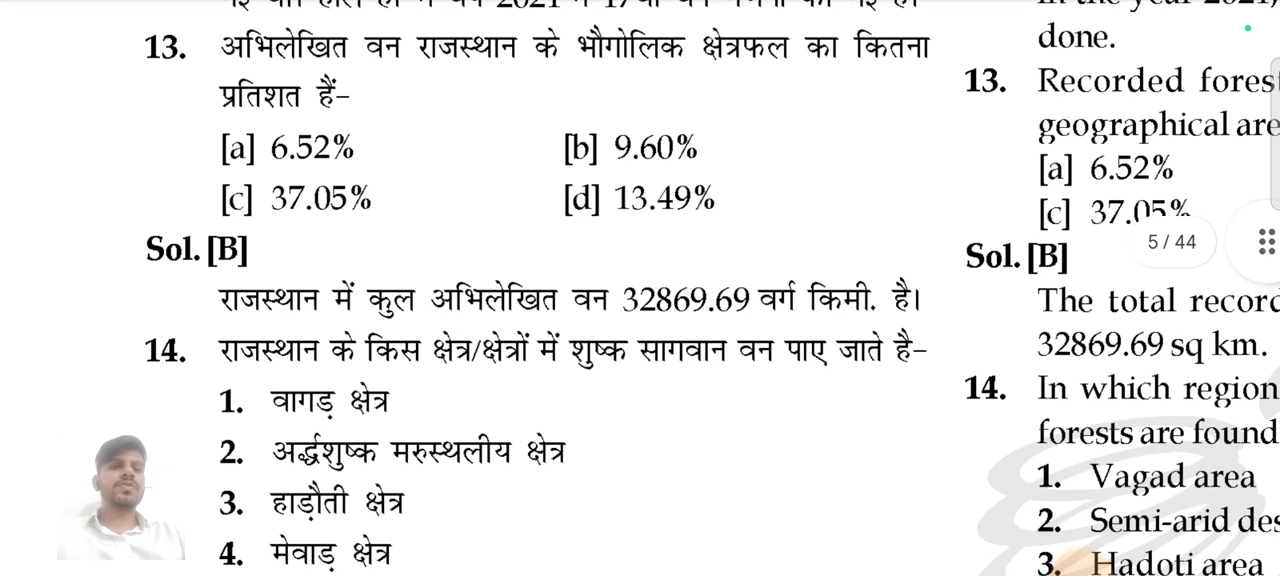 13. अभिलेखित वन राजस्थान के भौगोलिक क्षेत्रफल का कितना
प्रतिशत हैं–
[a] 6.52% [b] 9.60%
[c] 37.05% [d] 13.49%
Sol. [B]
राजस्थान में कुल अभिलेखित वन 32869.69 वर्ग किमी. है।
14. राजस्थान के किस क्षेत्र/क्षेत्रों में शुष्क सागवान वन पाए जाते है–
1. वागड़ क्षेत्र
2. अर्द्धशुष्क मरुस्थलीय क्षेत्र
3. हाड़ौती क्षेत्र
4. मेवाड़ क्षेत्र
done.
13. Recorded fores
geographical are
[a] 6.52%
[c] 37.05%
5 / 44
Sol. [B]
The total record
32869.69 sq km.
14. In which region
forests are found
1. Vagad area
2. Semi-arid des
3. Hadoti area